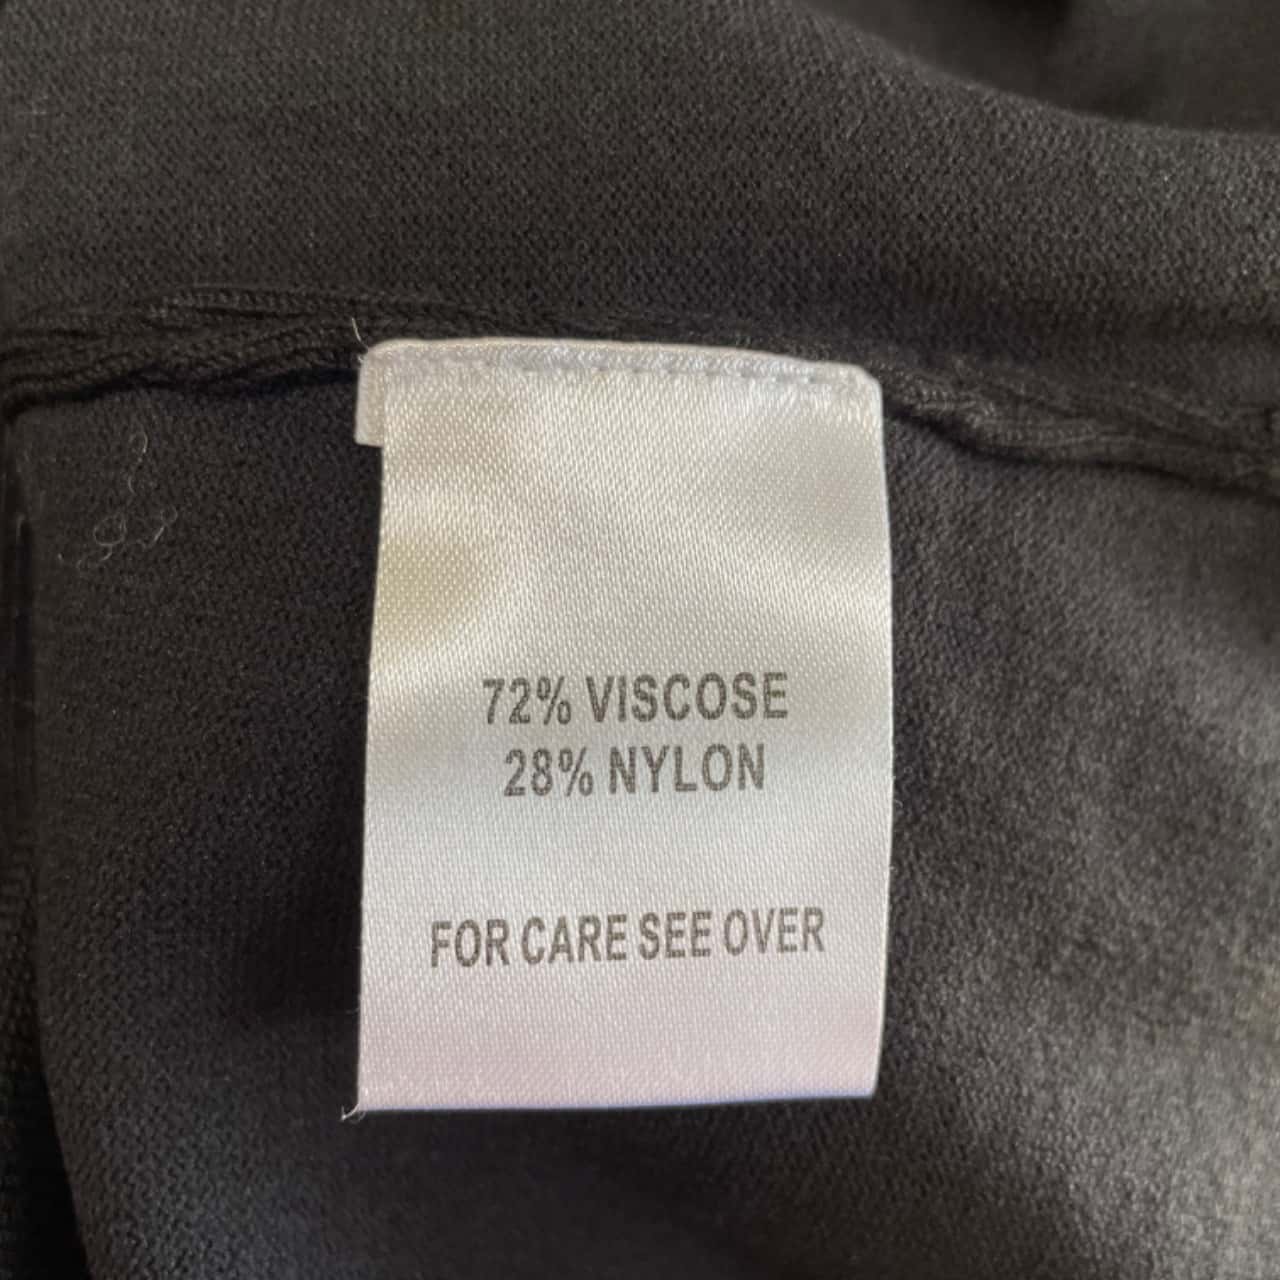 72% VISCOSE
28% NYLON
FOR CARE SEE OVER